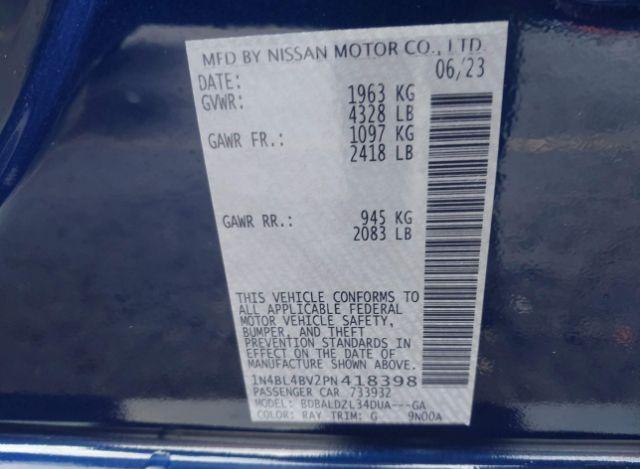 MFD BY NISSAN MOTOR CO., LTD.
DATE: 06/23
GVWR: 1963 KG
4328 LB
GAWR FR.: 1097 KG
2418 LB
GAWR RR.: 945 KG
2083 LB
THIS VEHICLE CONFORMS TO
ALL APPLICABLE FEDERAL
MOTOR VEHICLE SAFETY,
BUMPER, AND THEFT
PREVENTION STANDARDS IN
EFFECT ON THE DATE OF
MANUFACTURE SHOWN ABOVE.
1N4BL4BV2PN418398
PASSENGER CAR 733932
MODEL: BDBALDZL34DUA---GA
COLOR: RAY TRIM: G 9N00A